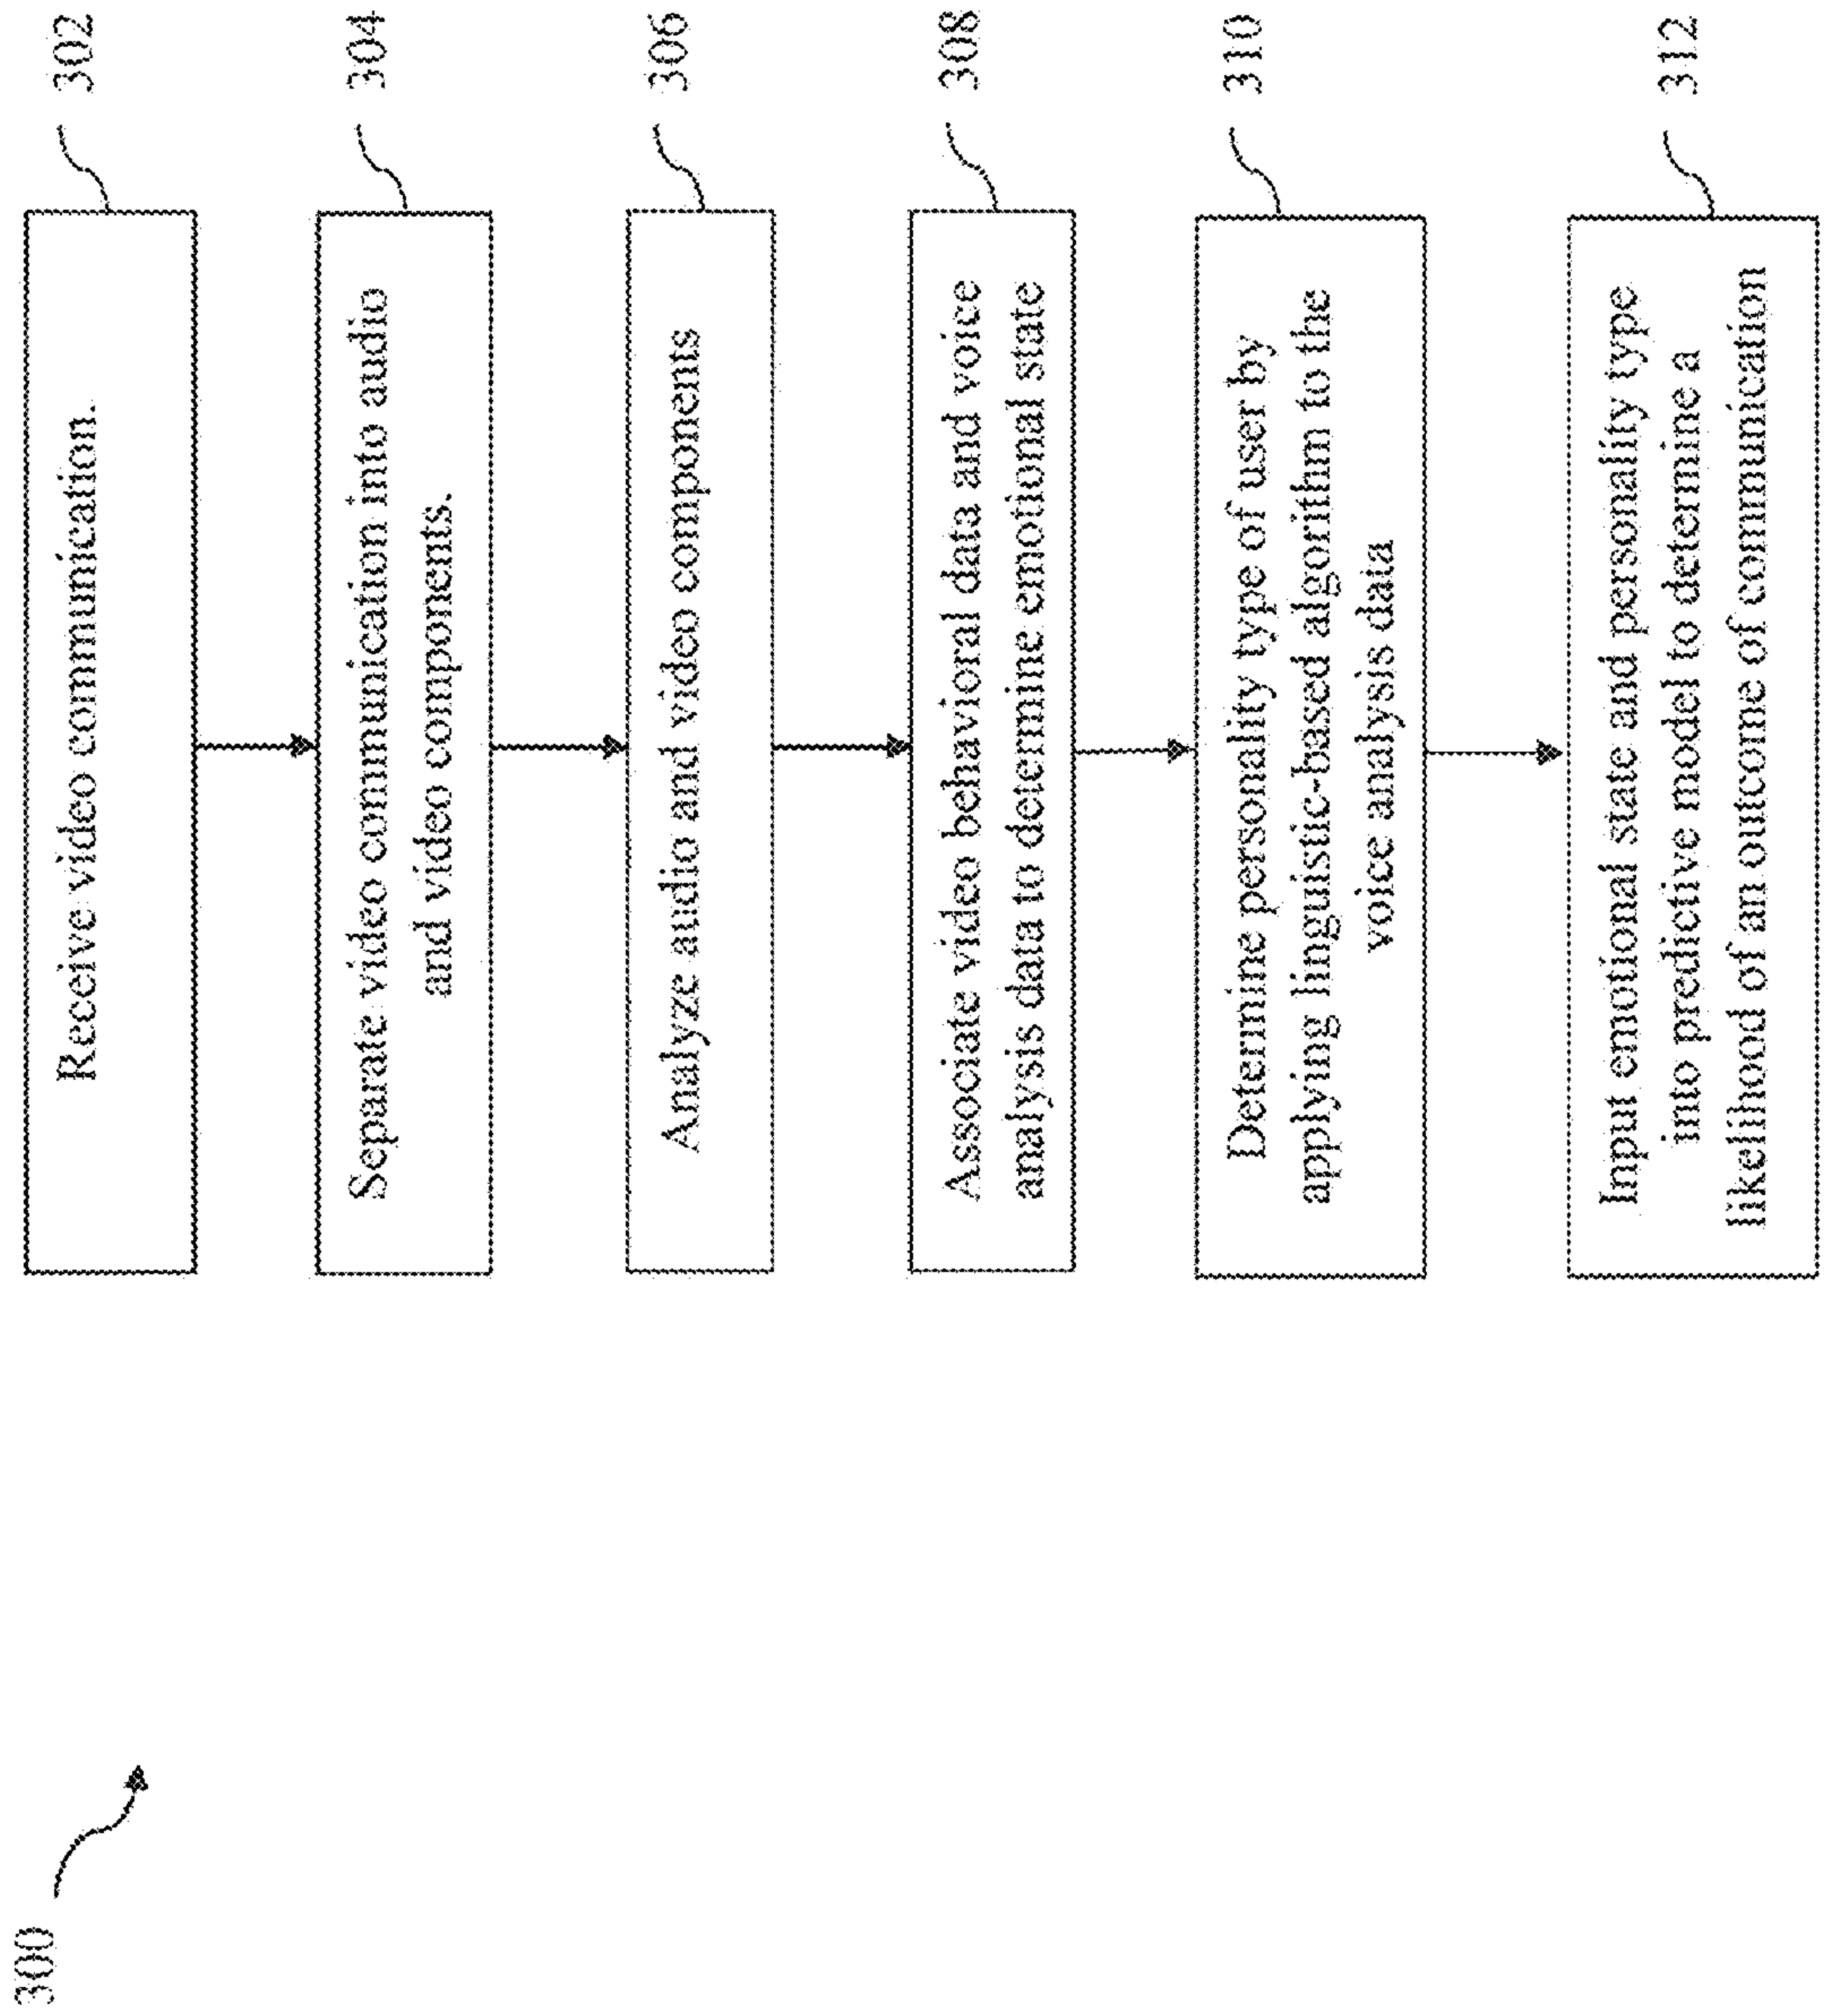 300
Receive video communication.
302
Separate video communication into audio
and video components.
304
Analyze audio and video components
306
Associate video behavioral data and voice
analysis data to determine emotional state
308
Determine personality type of user by
applying linguistic-based algorithm to the
voice analysis data
310
Input emotional state and personality type
into predictive model to determine a
likelihood of an outcome of communication
312